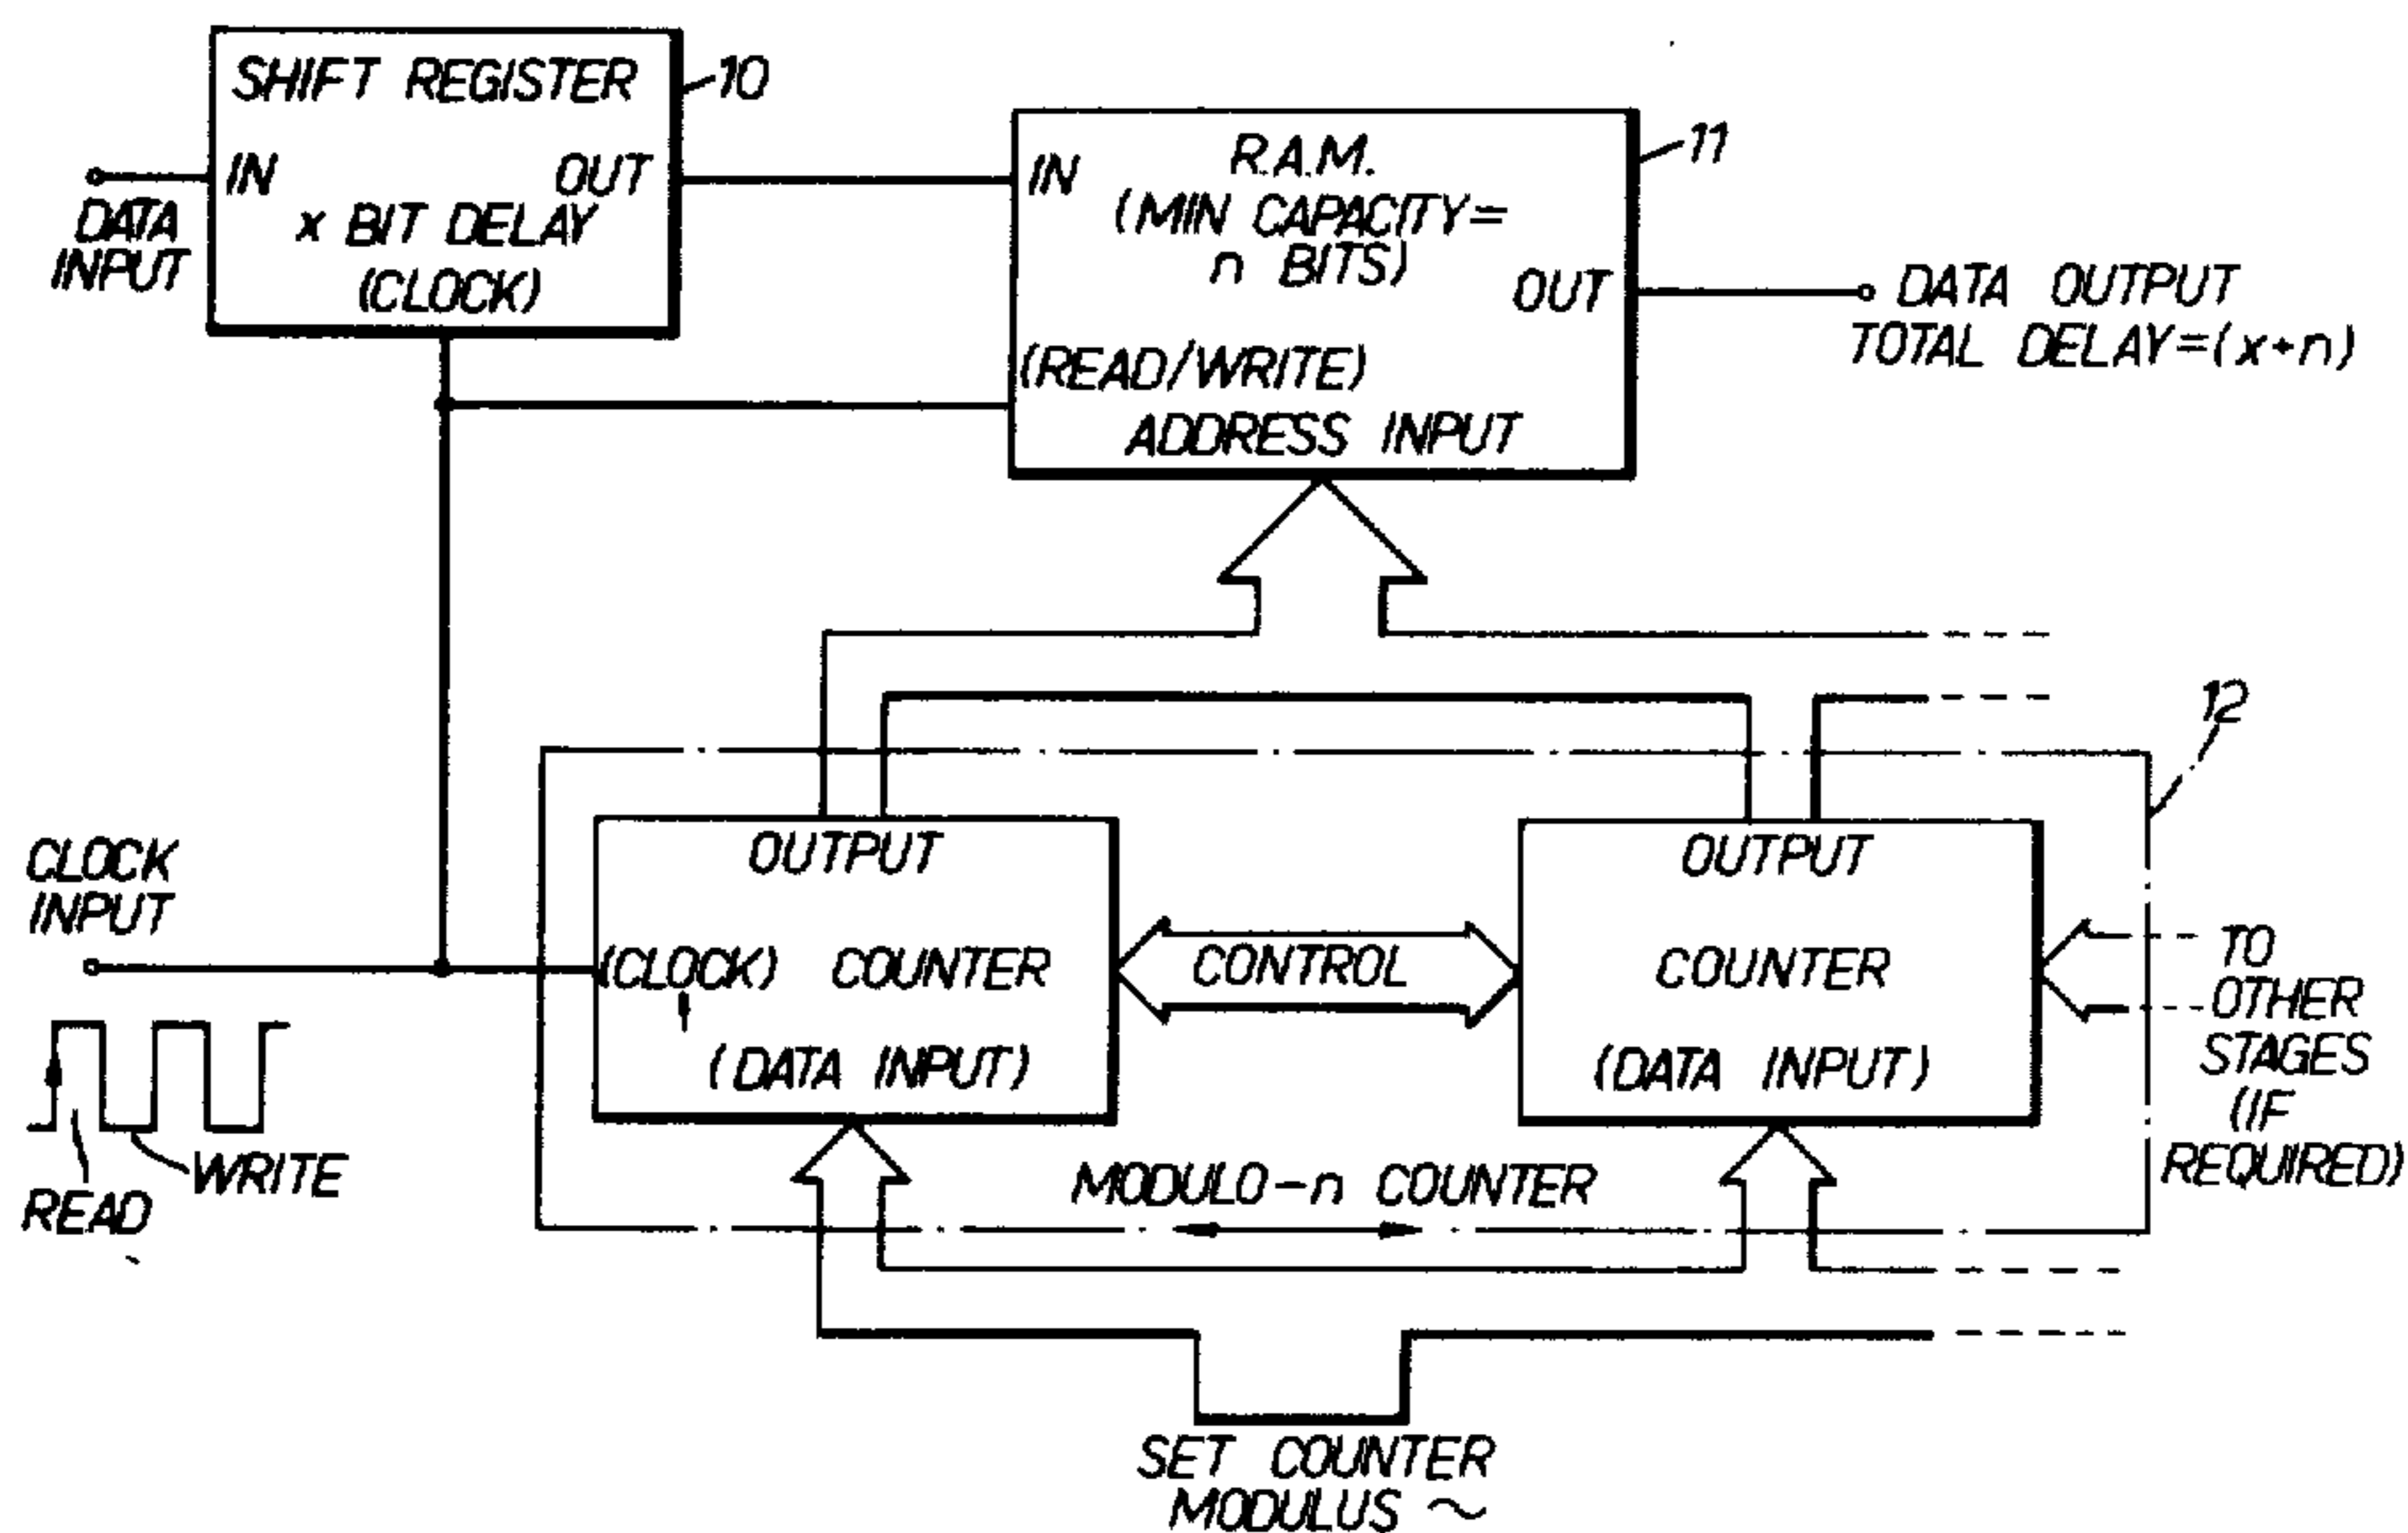 SHIFT REGISTER
10
IN OUT
x BIT DELAY
(CLOCK)
DATA
INPUT
11
IN R.A.M.
(MIN CAPACITY=
n BITS)
OUT
(READ/WRITE)
ADDRESS INPUT
DATA OUTPUT
TOTAL DELAY=(x+n)
12
CLOCK
INPUT
READ
WRITE
OUTPUT
(CLOCK) COUNTER
(DATA INPUT)
CONTROL
OUTPUT
COUNTER
(DATA INPUT)
TO
OTHER
STAGES
(IF
REQUIRED)
MODULO-n COUNTER
SET COUNTER
MODULUS ~